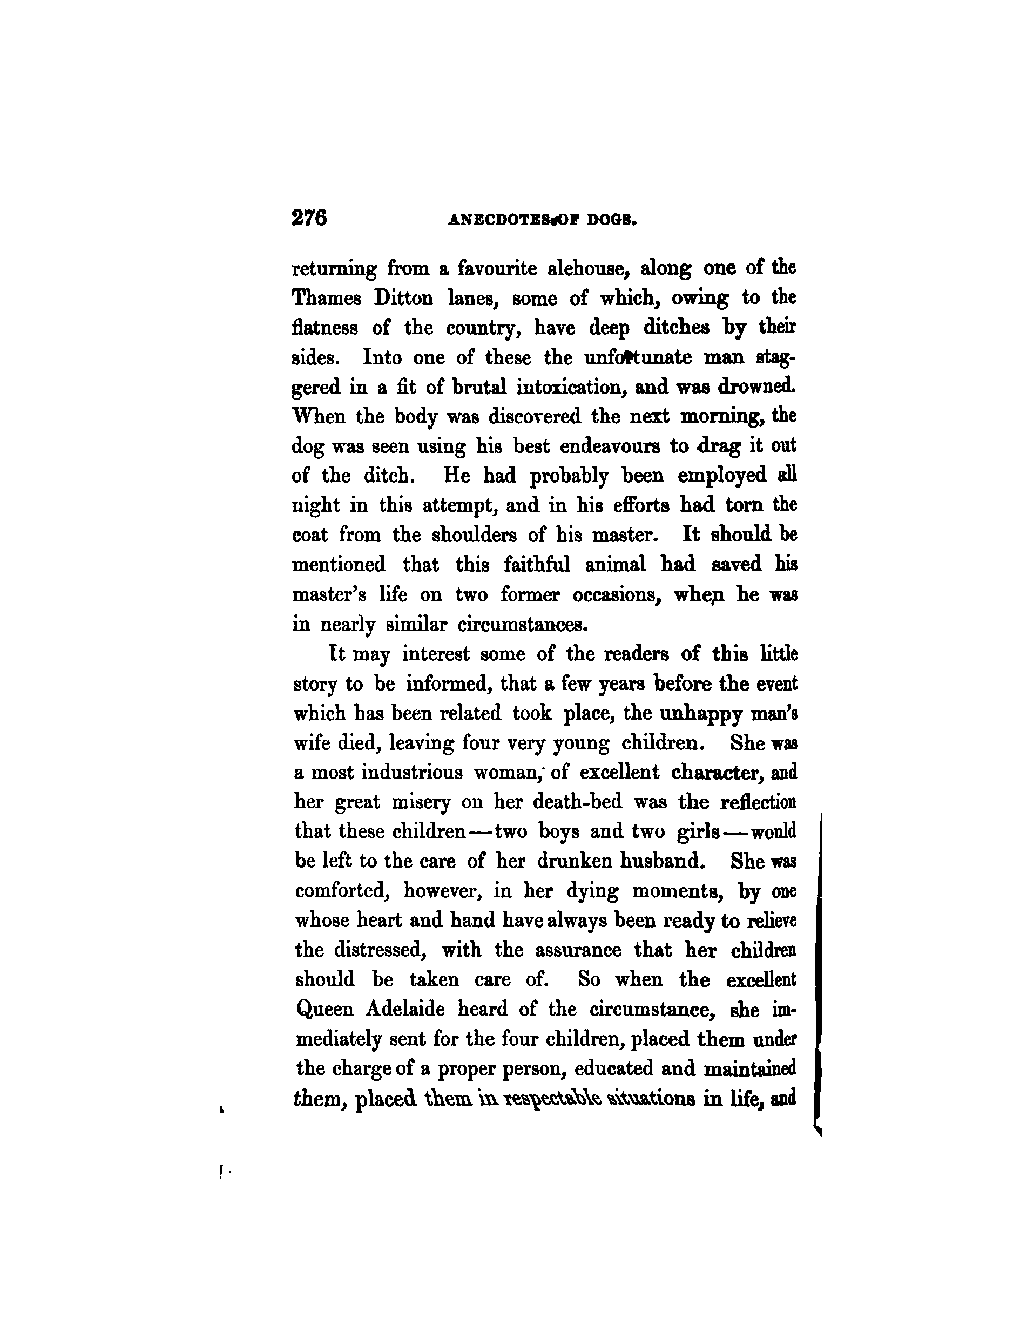 276 ANECDOTES OF DOGS.
returning from a favourite alehouse, along one of the
Thames Ditton lanes, some of which, owing to the
flatness of the country, have deep ditches by their
sides. Into one of these the unfortunate man stag-
gered in a fit of brutal intoxication, and was drowned.
When the body was discovered the next morning, the
dog was seen using his best endeavours to drag it out
of the ditch. He had probably been employed all
night in this attempt, and in his efforts had torn the
coat from the shoulders of his master. It should be
mentioned that this faithful animal had saved his
master's life on two former occasions, when he was
in nearly similar circumstances.
It may interest some of the readers of this little
story to be informed, that a few years before the event
which has been related took place, the unhappy man's
wife died, leaving four very young children. She was
a most industrious woman, of excellent character, and
her great misery on her death-bed was the reflection
that these children—two boys and two girls—would
be left to the care of her drunken husband. She was
comforted, however, in her dying moments, by one
whose heart and hand have always been ready to relieve
the distressed, with the assurance that her children
should be taken care of. So when the excellent
Queen Adelaide heard of the circumstance, she im-
mediately sent for the four children, placed them under
the charge of a proper person, educated and maintained
them, placed them in respectable situations in life, and